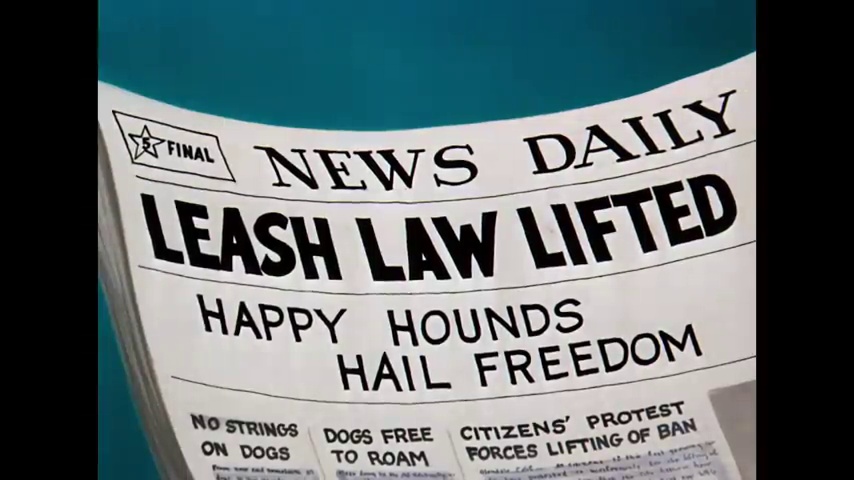 5 FINAL
NEWS DAILY
LEASH LAW LIFTED
HAPPY HOUNDS
HAIL FREEDOM
NO STRINGS
ON DOGS
DOGS FREE
TO ROAM
CITIZENS' PROTEST
FORCES LIFTING OF BAN